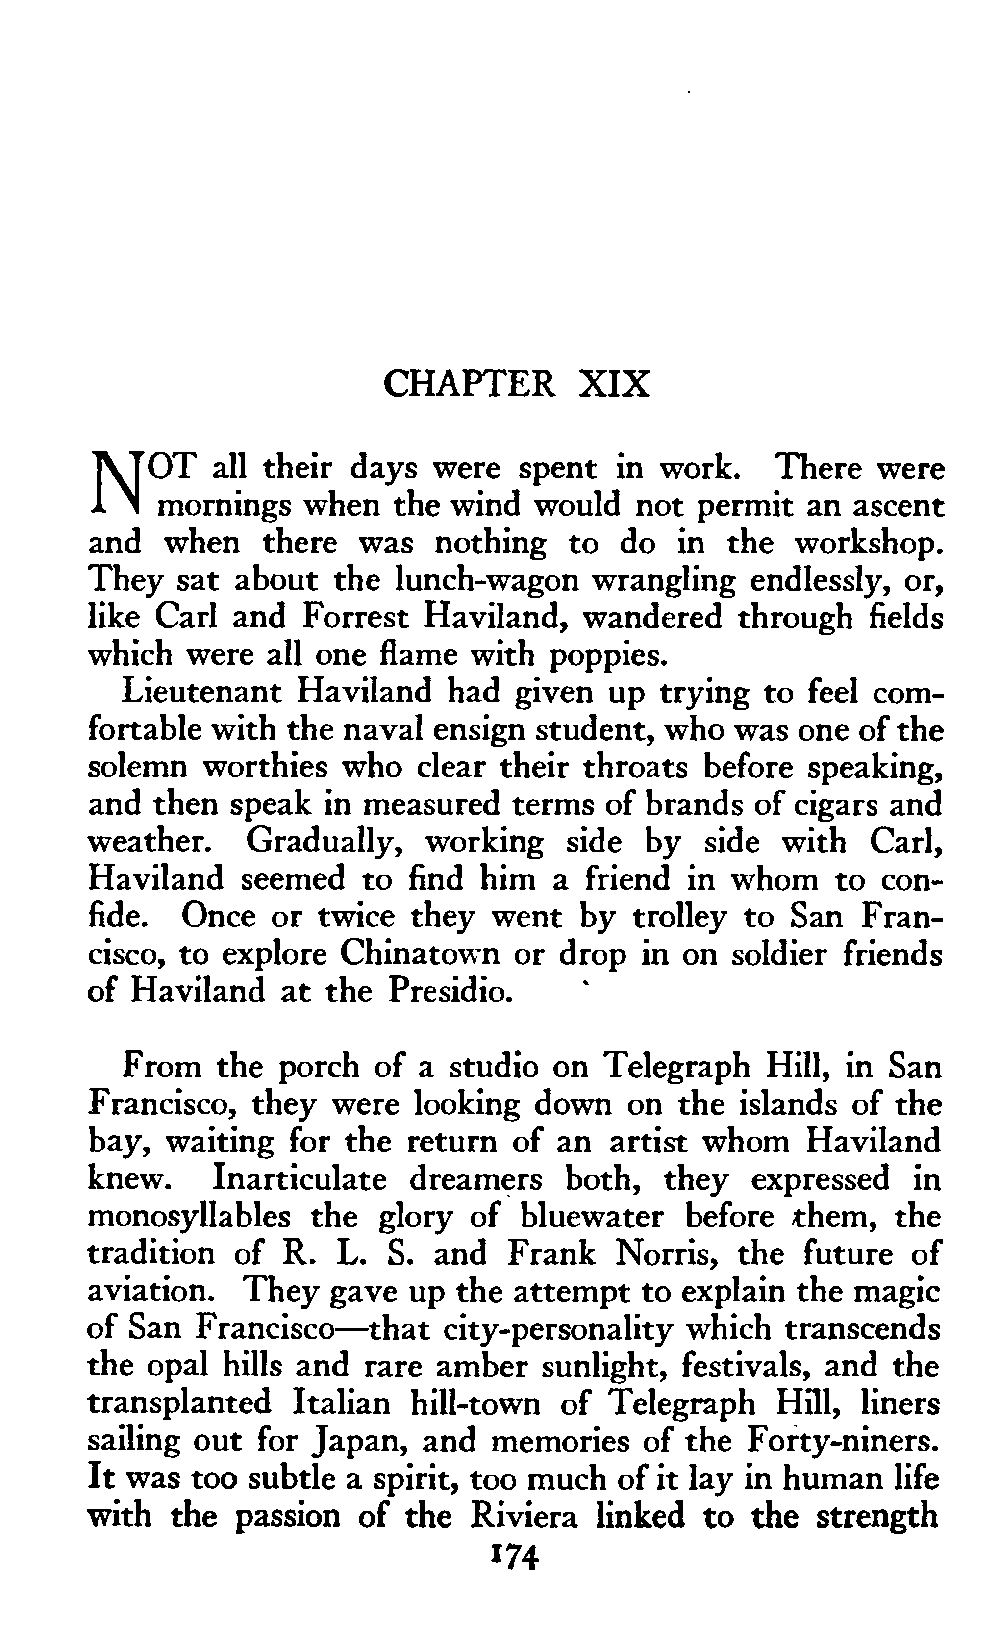 CHAPTER XIX
NOT all their days were spent in work. There were
mornings when the wind would not permit an ascent
and when there was nothing to do in the workshop.
They sat about the lunch-wagon wrangling endlessly, or,
like Carl and Forrest Haviland, wandered through fields
which were all one flame with poppies.
Lieutenant Haviland had given up trying to feel com-
fortable with the naval ensign student, who was one of the
solemn worthies who clear their throats before speaking,
and then speak in measured terms of brands of cigars and
weather. Gradually, working side by side with Carl,
Haviland seemed to find him a friend in whom to con-
fide. Once or twice they went by trolley to San Fran-
cisco, to explore Chinatown or drop in on soldier friends
of Haviland at the Presidio.
From the porch of a studio on Telegraph Hill, in San
Francisco, they were looking down on the islands of the
bay, waiting for the return of an artist whom Haviland
knew. Inarticulate dreamers both, they expressed in
monosyllables the glory of bluewater before them, the
tradition of R. L. S. and Frank Norris, the future of
aviation. They gave up the attempt to explain the magic
of San Francisco—that city-personality which transcends
the opal hills and rare amber sunlight, festivals, and the
transplanted Italian hill-town of Telegraph Hill, liners
sailing out for Japan, and memories of the Forty-niners.
It was too subtle a spirit, too much of it lay in human life
with the passion of the Riviera linked to the strength
174